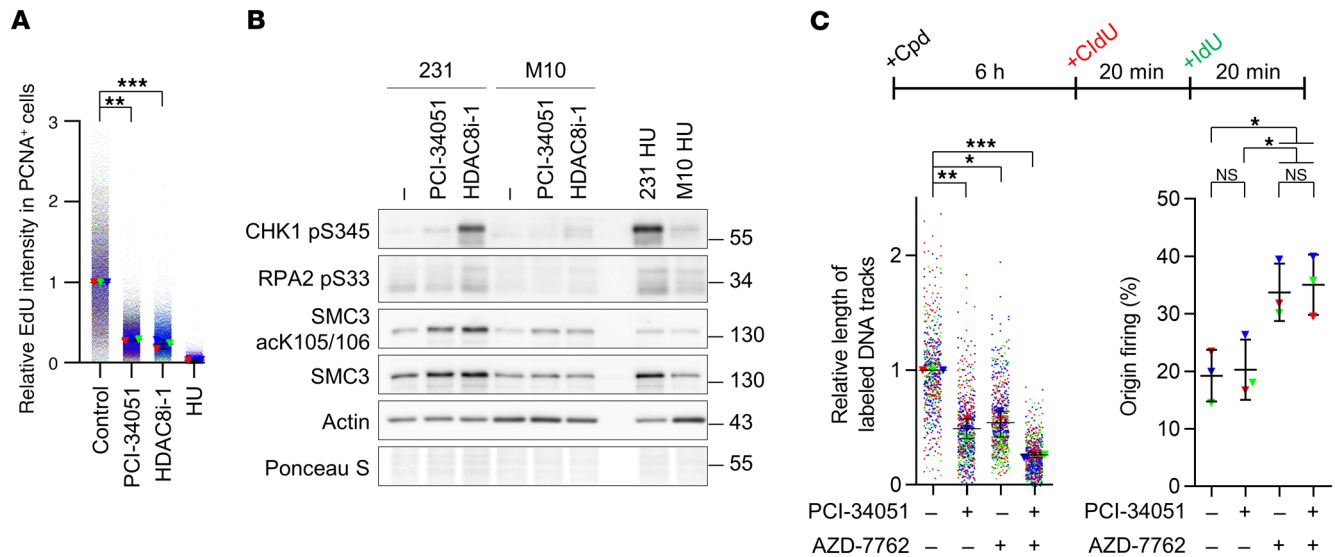 A
Relative EdU intensity in PCNA⁺ cells
***
**
3
2
1
0
Control
PCI-34051
HDAC8i-1
HU
B
231
M10
–
PCI-34051
HDAC8i-1
–
PCI-34051
HDAC8i-1
231 HU
M10 HU
CHK1 pS345
55
RPA2 pS33
34
SMC3
acK105/106
130
SMC3
130
Actin
43
Ponceau S
55
C
+Cpd
+CldU
+IdU
6 h
20 min
20 min
Relative length of
labeled DNA tracks
***
*
**
2
1
0
PCI-34051 – + – +
AZD-7762 – – + +
Origin firing (%)
*
*
NS
NS
50
40
30
20
10
0
PCI-34051 – + – +
AZD-7762 – – + +